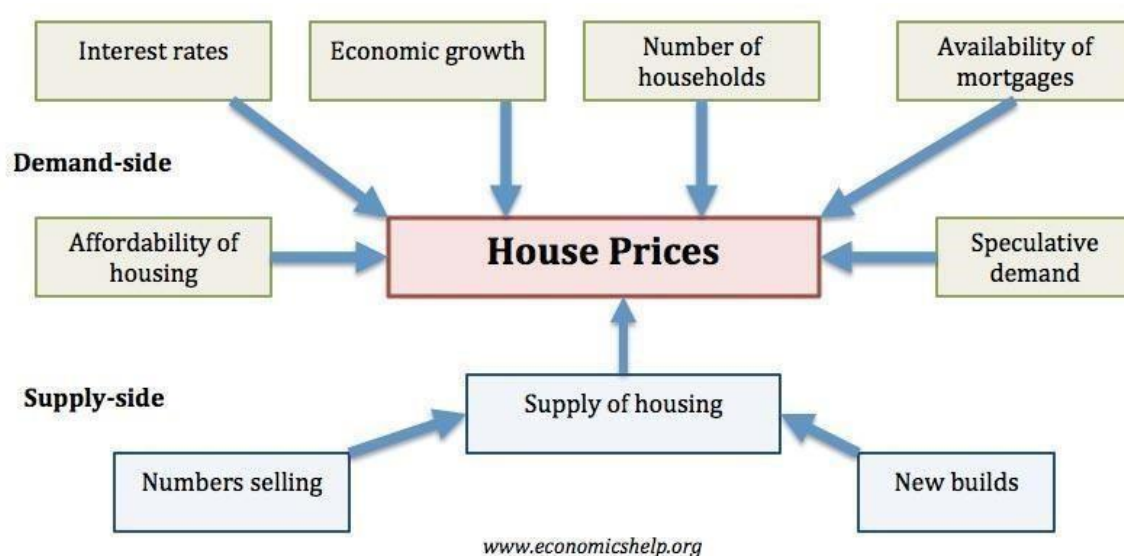 Interest rates
Economic growth
Number of
households
Availability of
mortgages
Demand-side
Affordability of
housing
House Prices
Speculative
demand
Supply-side
Supply of housing
Numbers selling
New builds
www.economicshelp.org